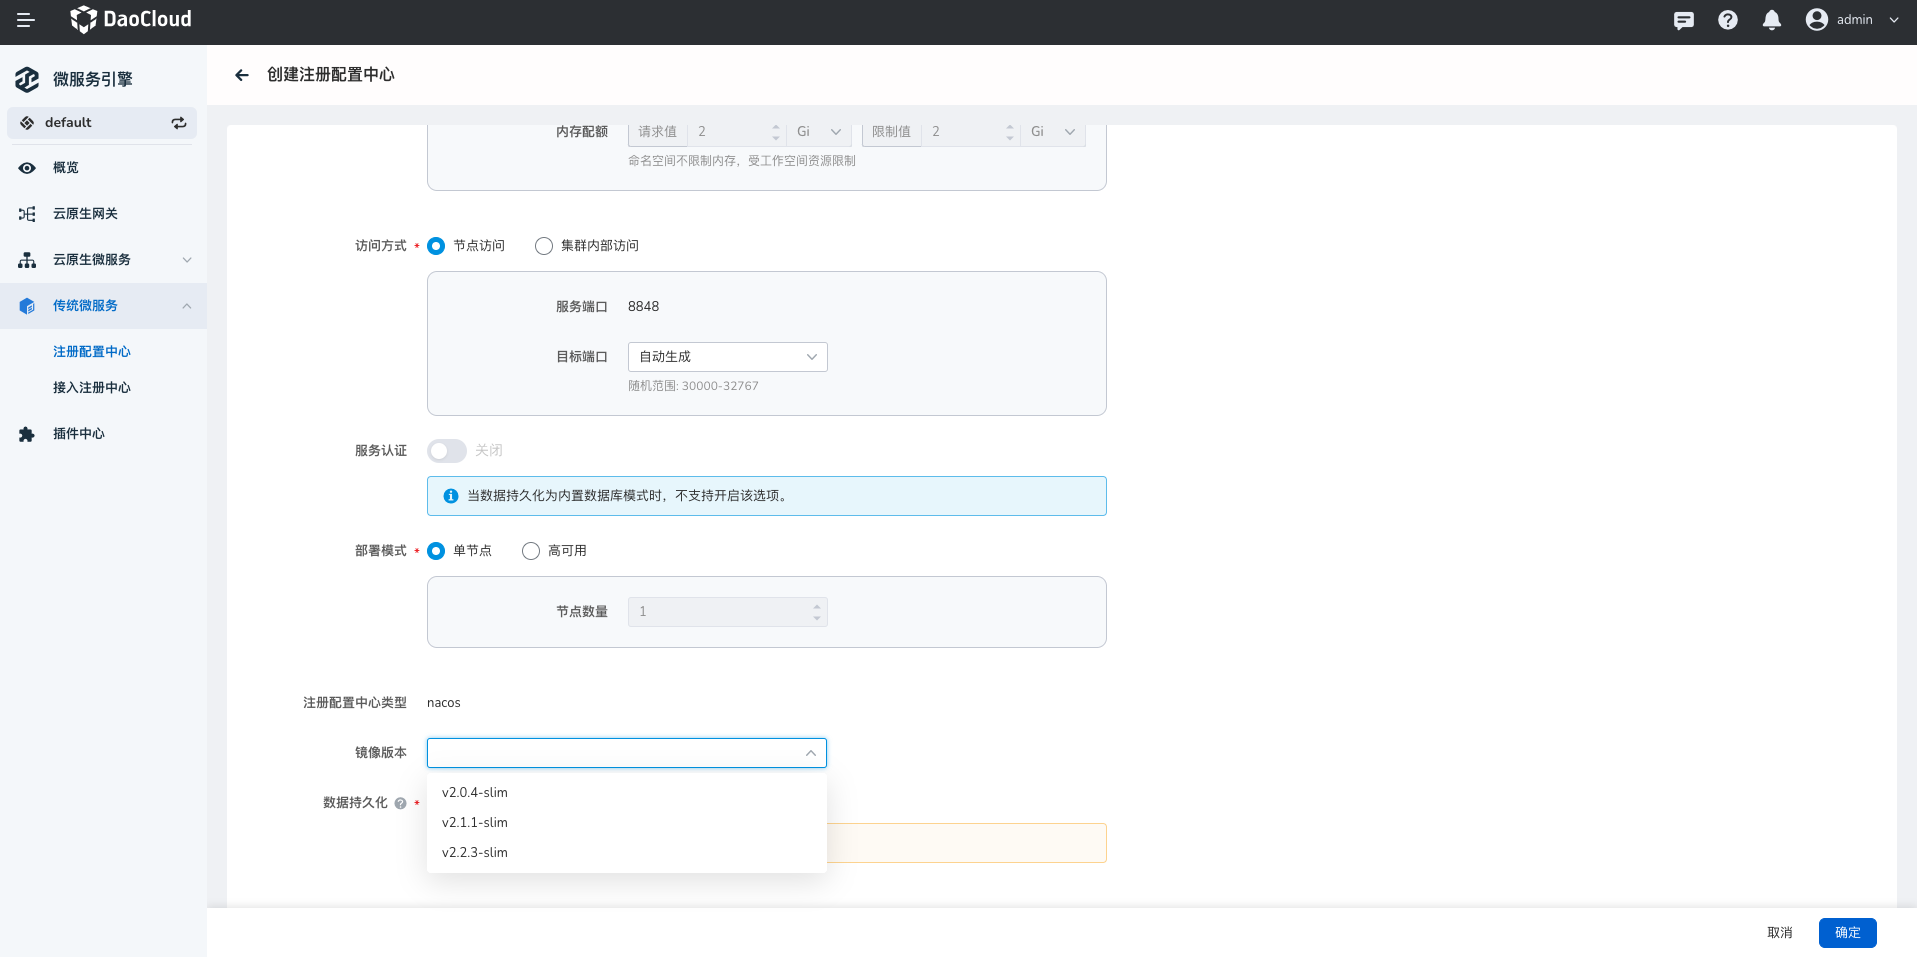 DaoCloud
admin
微服务引擎
default
概览
云原生网关
云原生微服务
传统微服务
注册配置中心
接入注册中心
插件中心
创建注册配置中心
内存配额 请求值 2 Gi 限制值 2 Gi
命名空间不限制内存，受工作空间资源限制
访问方式 * 节点访问 集群内部访问
服务端口 8848
目标端口 自动生成
随机范围: 30000-32767
服务认证 关闭
当数据持久化为内置数据库模式时，不支持开启该选项。
部署模式 * 单节点 高可用
节点数量 1
注册配置中心类型 nacos
镜像版本
数据持久化 *
v2.0.4-slim
v2.1.1-slim
v2.2.3-slim
取消 确定